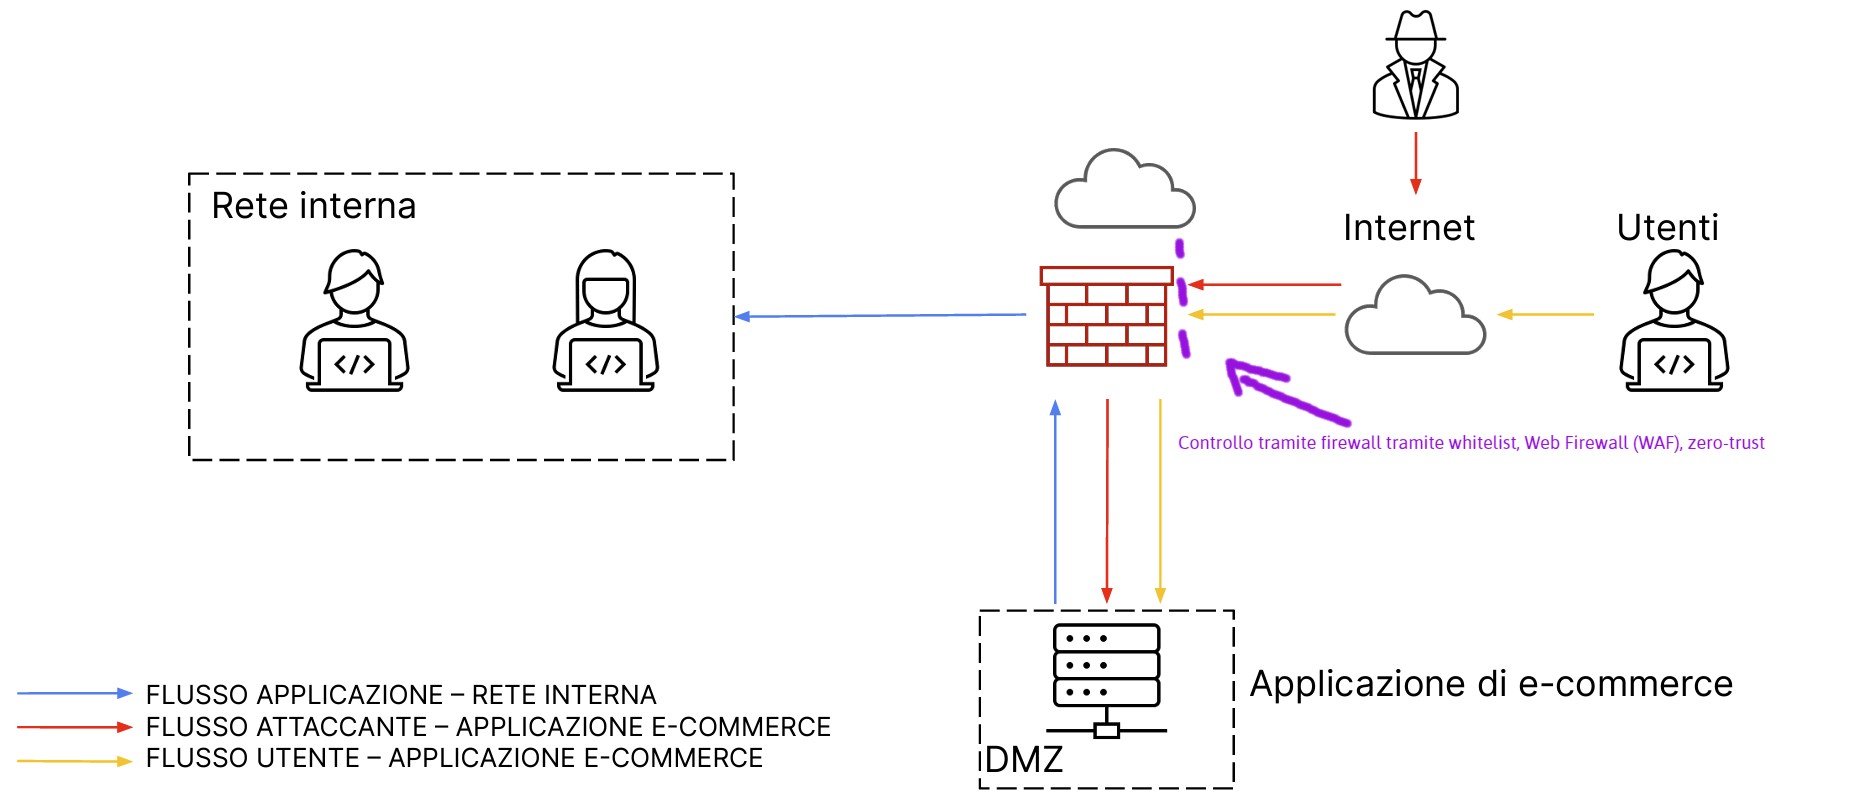 Rete interna
Internet
Utenti
</>
</>
</>
Controllo tramite firewall tramite whitelist, Web Firewall (WAF), zero-trust
Applicazione di e-commerce
DMZ
FLUSSO APPLICAZIONE – RETE INTERNA
FLUSSO ATTACCANTE – APPLICAZIONE E-COMMERCE
FLUSSO UTENTE – APPLICAZIONE E-COMMERCE